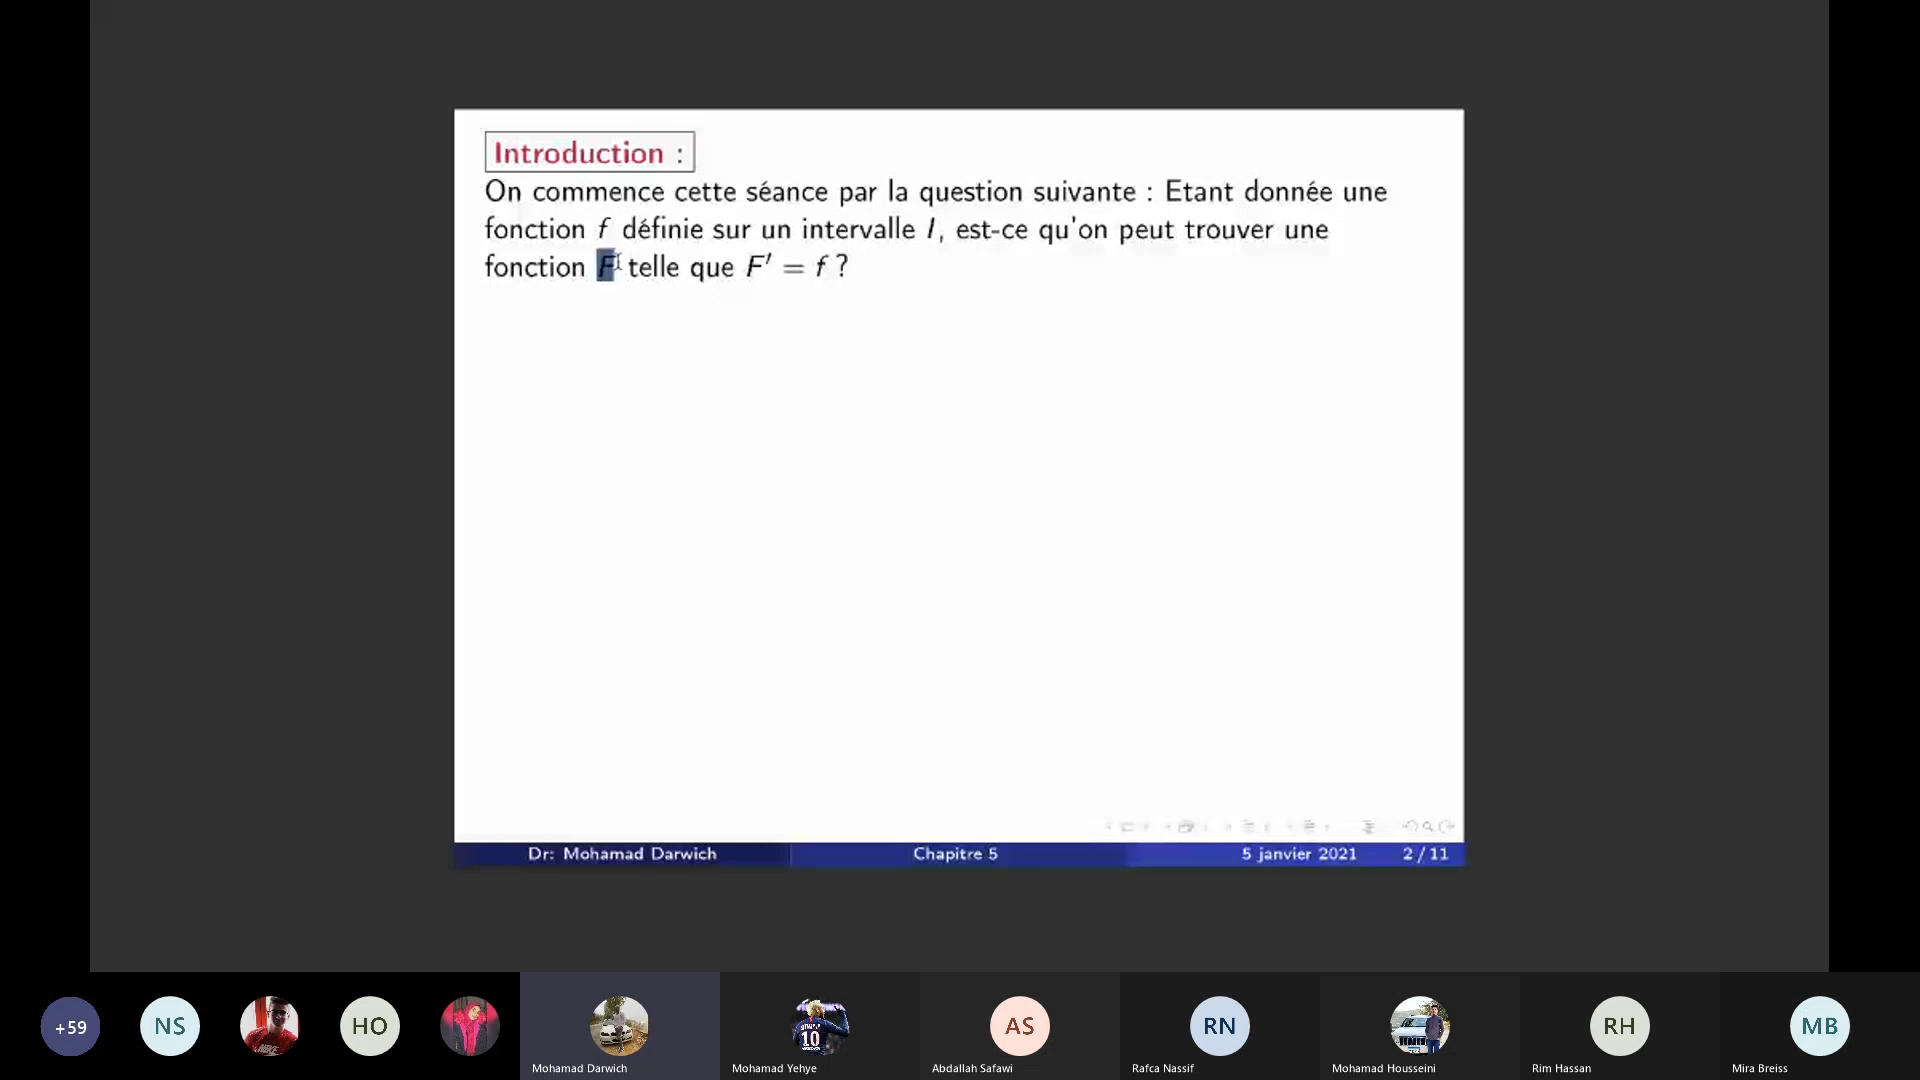 Introduction :
On commence cette séance par la question suivante : Etant donnée une
fonction f définie sur un intervalle I, est-ce qu'on peut trouver une
fonction F telle que F′ = f ?
Dr: Mohamad Darwich Chapitre 5 5 janvier 2021 2 / 11
+59 NS HO 10 AS RN RH MB
Mohamad Darwich Mohamad Yehye Abdallah Safawi Rafca Nassif Mohamad Housseini Rim Hassan Mira Breiss